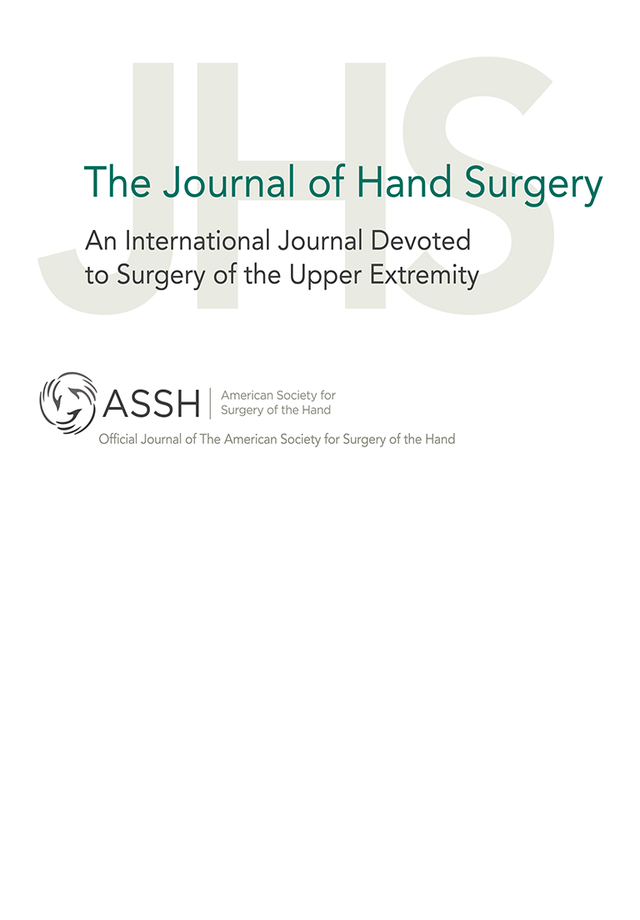 JHS
The Journal of Hand Surgery
An International Journal Devoted
to Surgery of the Upper Extremity
ASSH
American Society for
Surgery of the Hand
Official Journal of The American Society for Surgery of the Hand